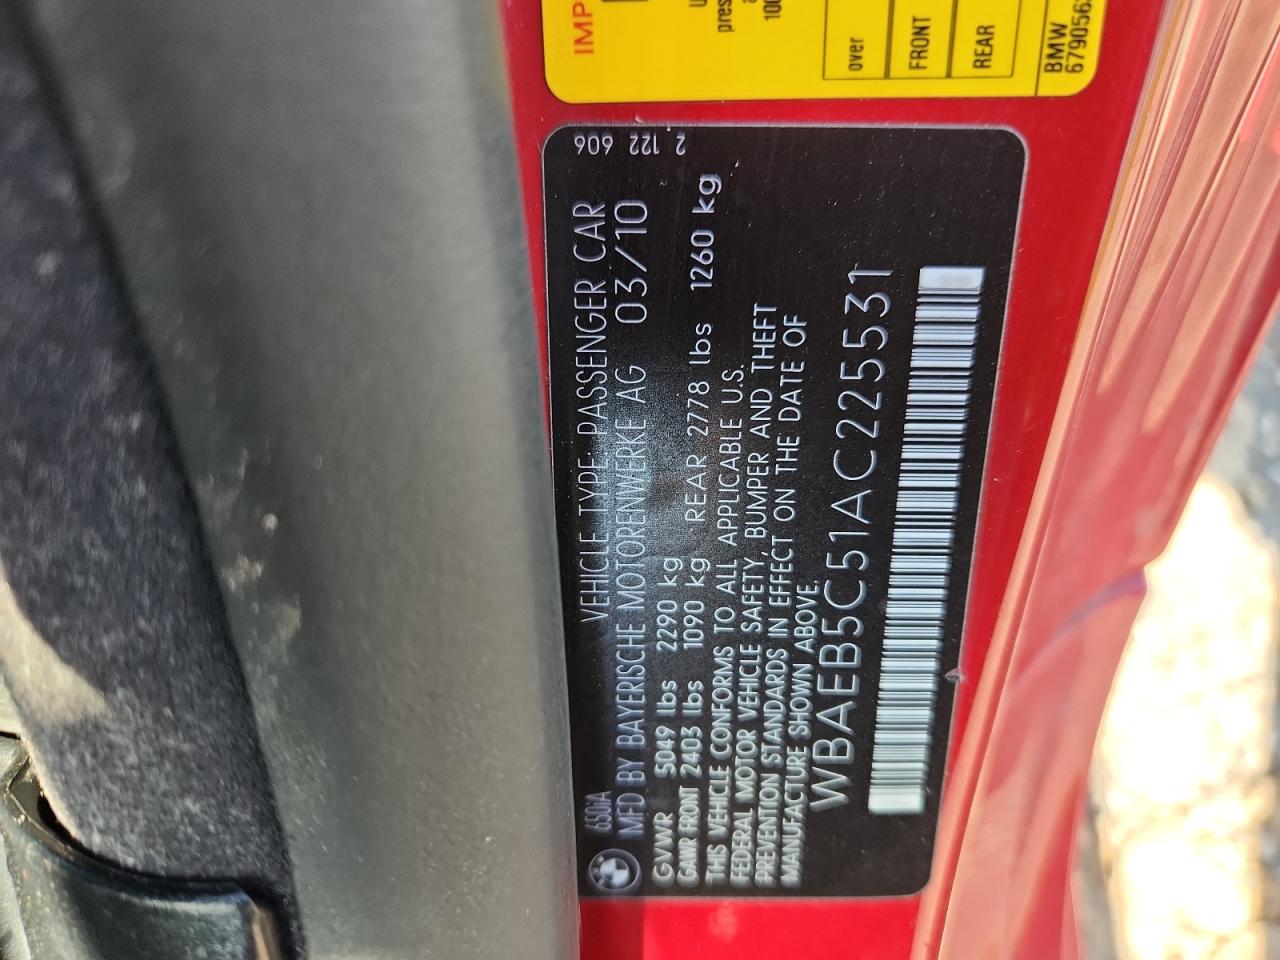 IMP
over
FRONT
REAR
BMW
650iA VEHICLE TYPE: PASSENGER CAR 606
MFD BY BAYERISCHE MOTORENWERKE AG 03/10 122
GVWR 5049 lbs 2290 kg 2
GAWR FRONT 2403 lbs 1090 kg REAR 2778 lbs 1260 kg
THIS VEHICLE CONFORMS TO ALL APPLICABLE U.S.
FEDERAL MOTOR VEHICLE SAFETY, BUMPER AND THEFT
PREVENTION STANDARDS IN EFFECT ON THE DATE OF
MANUFACTURE SHOWN ABOVE.
WBAEB5C51AC225531